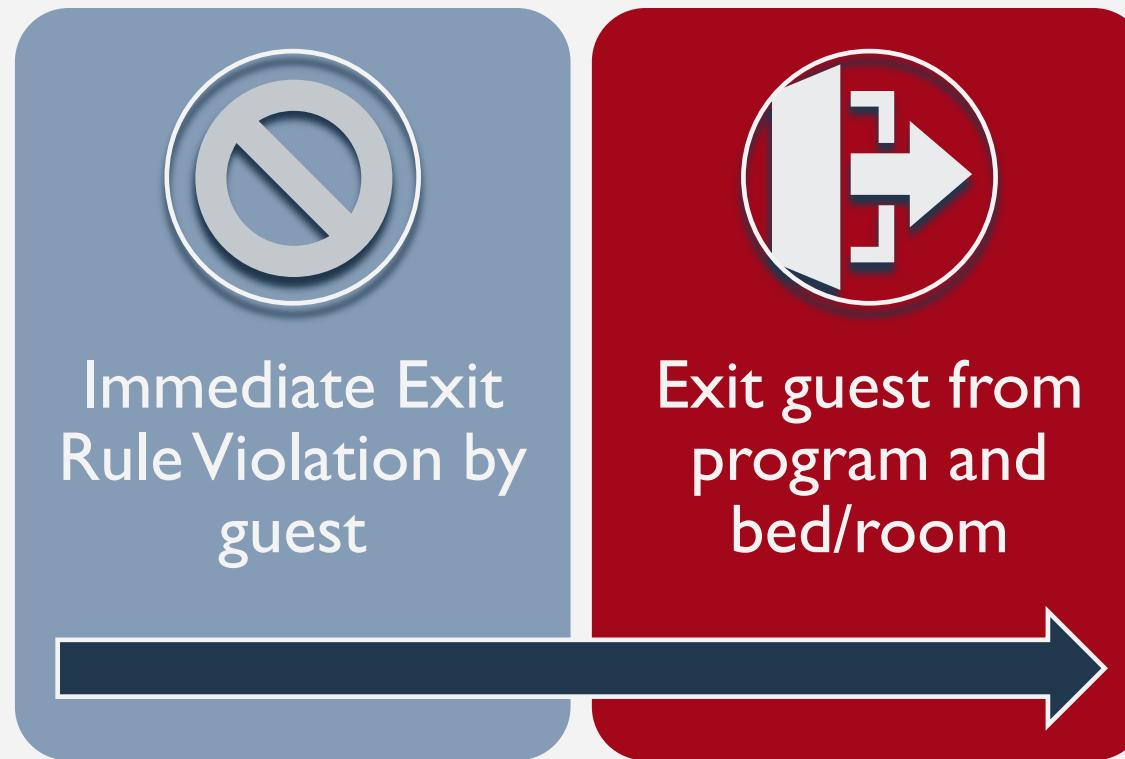 Immediate Exit
Rule Violation by
guest
Exit guest from
program and
bed/room